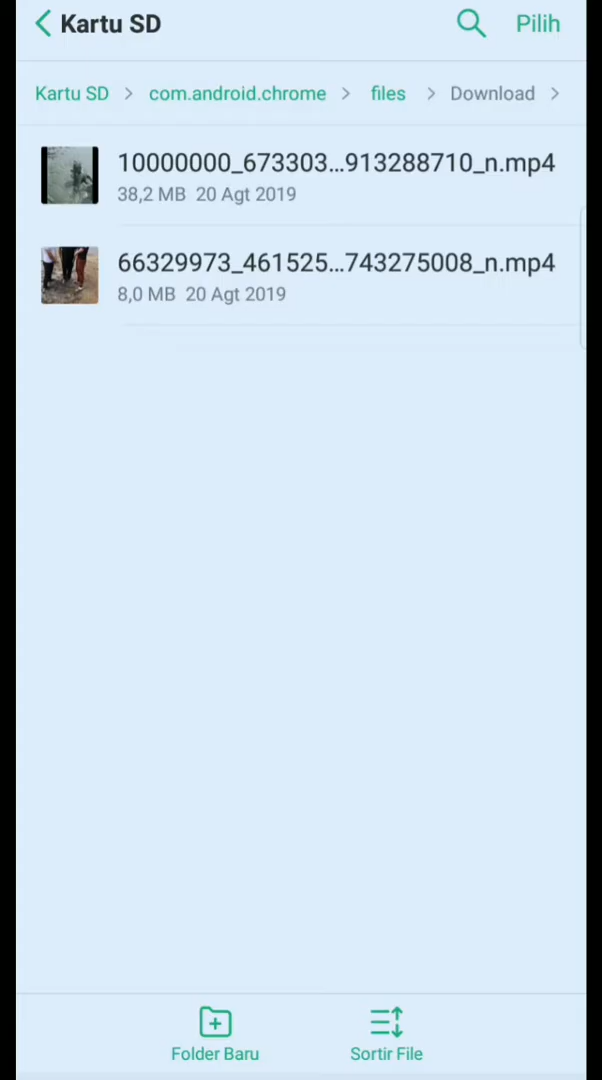 Kartu SD
Pilih
Kartu SD > com.android.chrome > files > Download >
10000000_673303...913288710_n.mp4
38,2 MB 20 Agt 2019
66329973_461525...743275008_n.mp4
8,0 MB 20 Agt 2019
Folder Baru
Sortir File